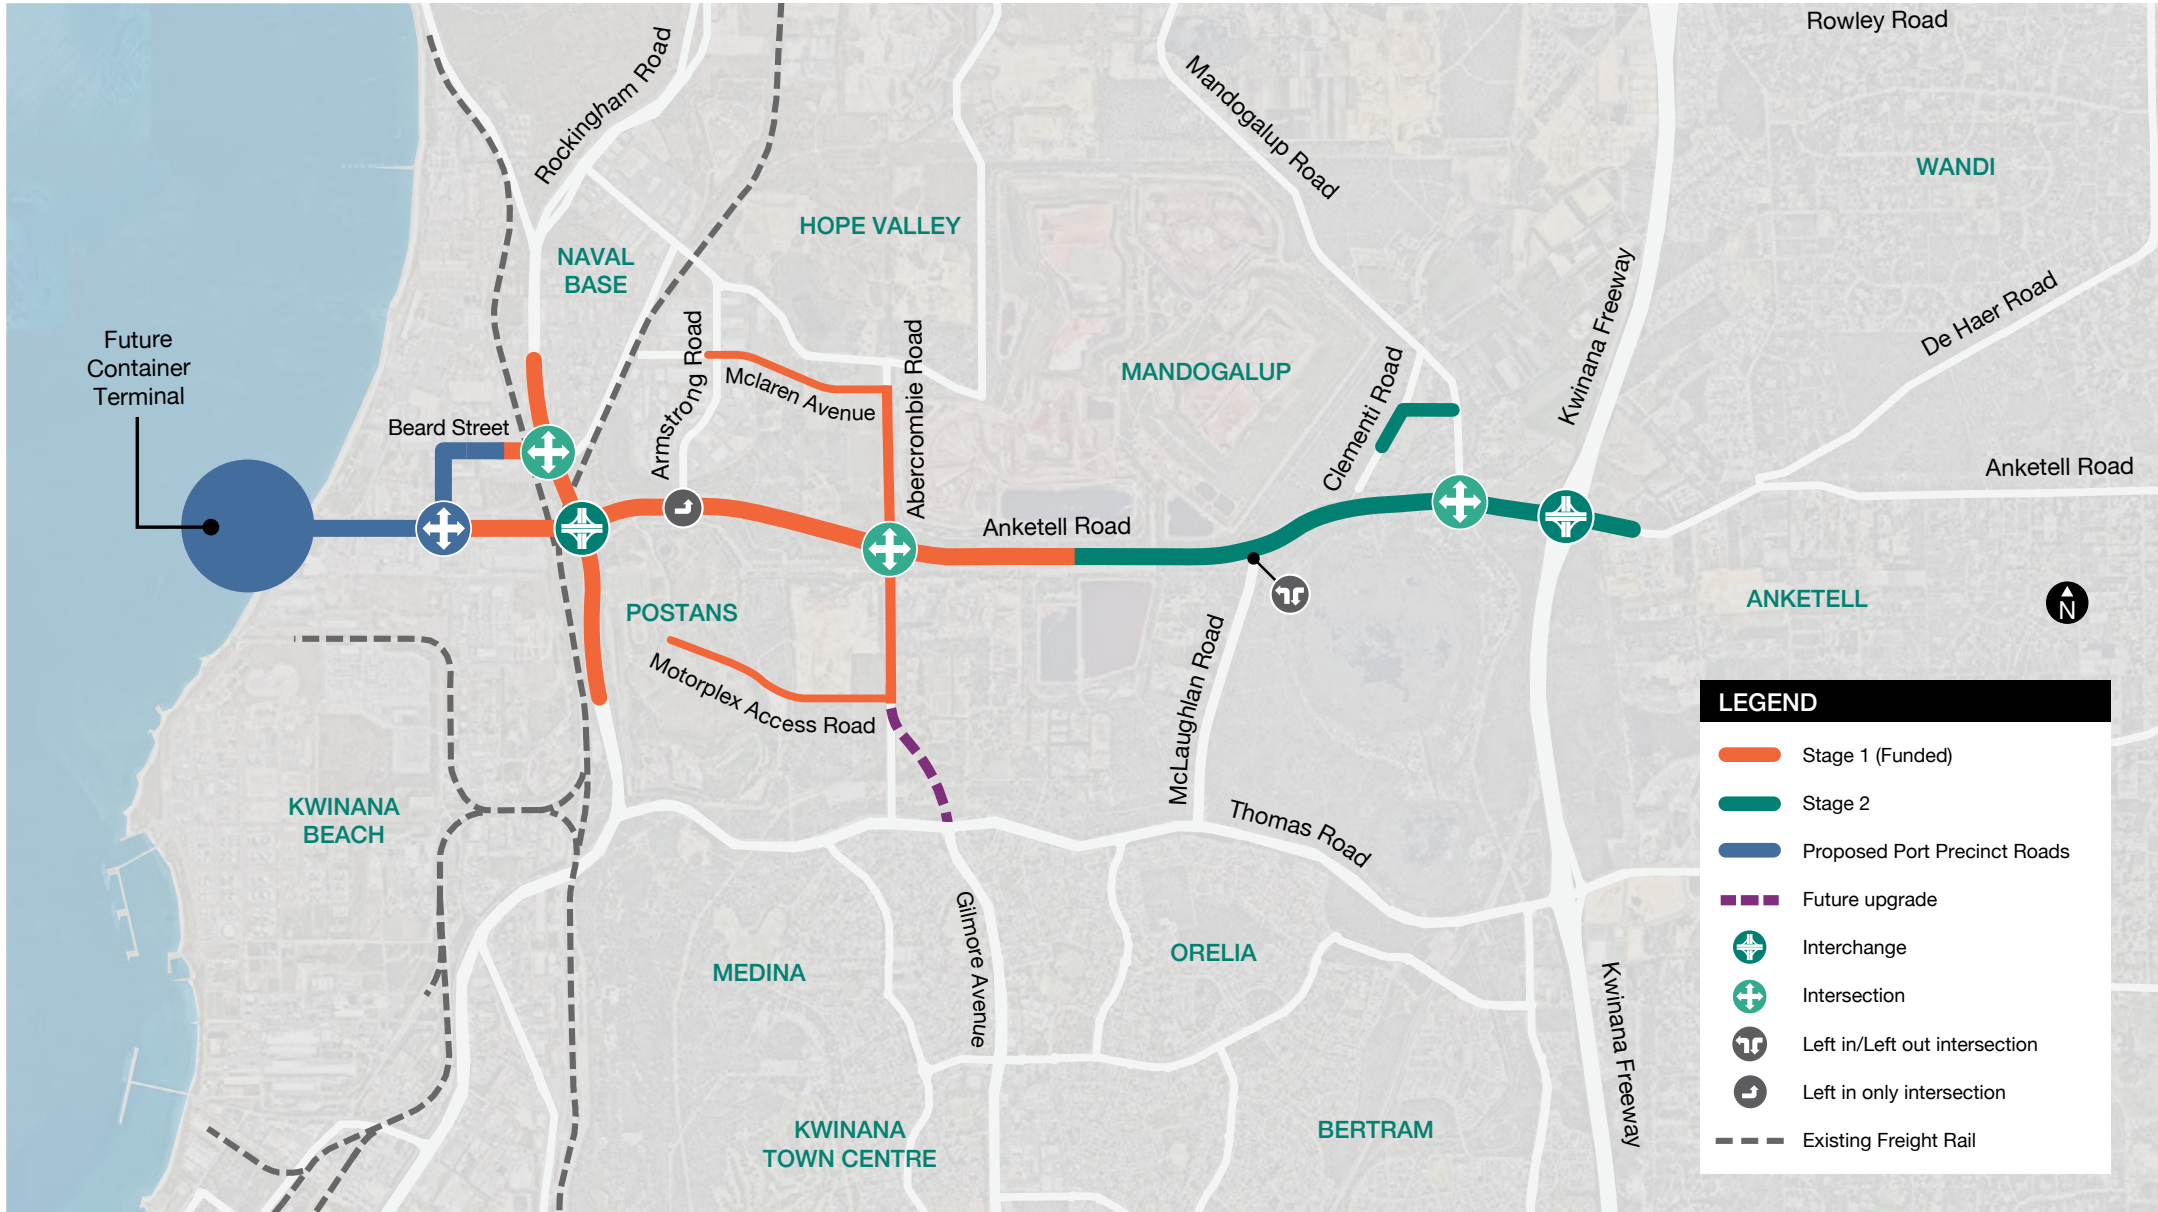 Rowley Road
Rockingham Road
Mandogalup Road
WANDI
HOPE VALLEY
NAVAL
BASE
Kwinana Freeway
De Haer Road
Future
Container
Terminal
Armstrong Road
Abercrombie Road
Mclaren Avenue
MANDOGALUP
Clementi Road
Beard Street
Anketell Road
Anketell Road
POSTANS
ANKETELL
N
Motorplex Access Road
McLaughlan Road
KWINANA
BEACH
Thomas Road
Gilmore Avenue
MEDINA
ORELIA
Kwinana Freeway
KWINANA
TOWN CENTRE
BERTRAM
LEGEND
Stage 1 (Funded)
Stage 2
Proposed Port Precinct Roads
Future upgrade
Interchange
Intersection
Left in/Left out intersection
Left in only intersection
Existing Freight Rail